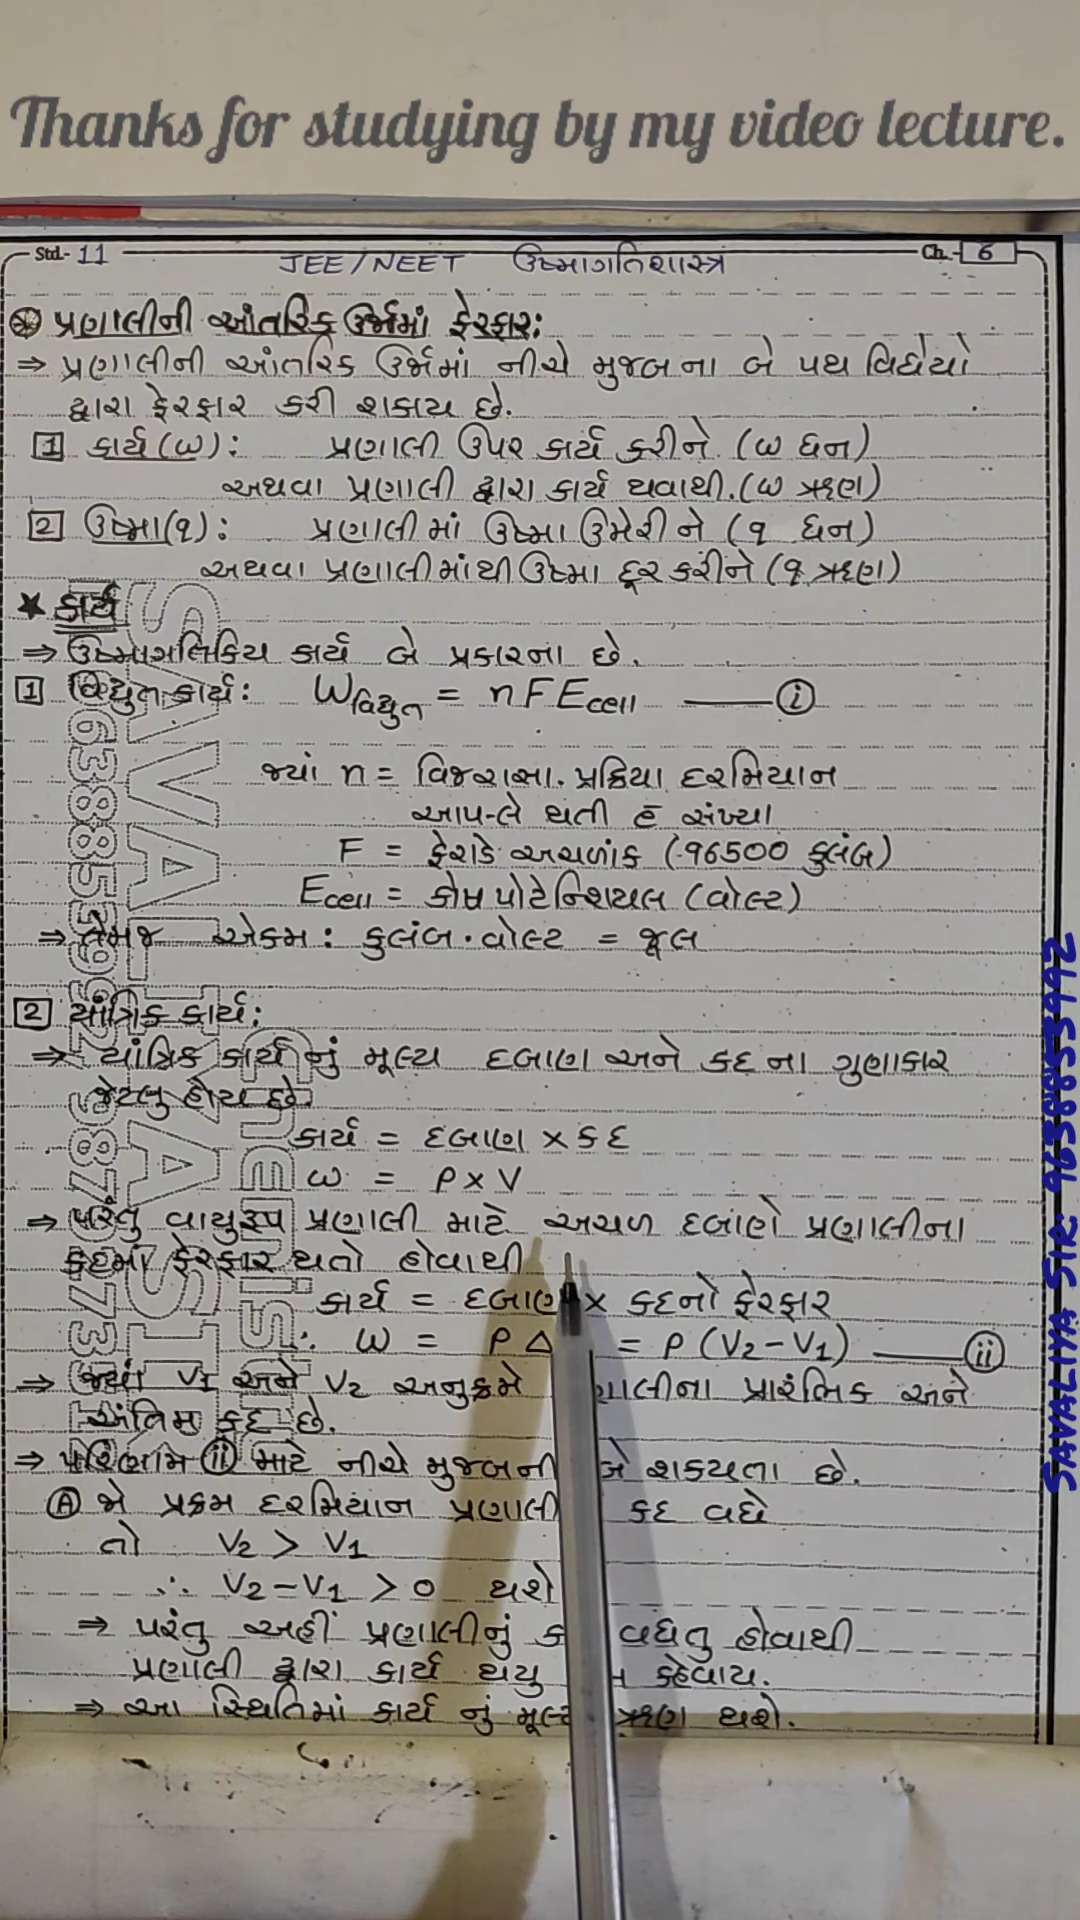 Thanks for studying by my video lecture.
Std.- 11 JEE/NEET ઉષ્માગતિશાસ્ત્ર Ch.- 6
પ્રણાલીની આંતરિક ઉર્જામાં ફેરફાર:
⇒ પ્રણાલીની આંતરિક ઉર્જામાં નીચે મુજબના બે પથ વિધેયો
દ્વારા ફેરફાર કરી શકાય છે.
1 કાર્ય(w): પ્રણાલી ઉપર કાર્ય કરીને (w ધન)
અથવા પ્રણાલી દ્વારા કાર્ય થવાથી.(w ઋણ)
2 ઉષ્મા(q): પ્રણાલીમાં ઉષ્મા ઉમેરીને (q ધન)
અથવા પ્રણાલીમાંથી ઉષ્મા દૂર કરીને (q ઋણ)
★ કાર્ય
⇒ ઉષ્માગતિકિય કાર્ય બે પ્રકારના છે.
1 વિદ્યુતકાર્ય: Wવિદ્યુત = nFEcell —— i
જ્યાં n = વિજરાસા. પ્રક્રિયા દરમિયાન
આપ-લે થતી ē સંખ્યા
F = ફેરાડે અચળાંક (96500 કુલંબ)
Ecell = કોષ પોટેન્શિયલ (વોલ્ટ)
⇒ તેમજ એકમ: કુલંબ.વોલ્ટ = જૂલ
2 યાંત્રિક કાર્ય:
⇒ યાંત્રિક કાર્યનું મૂલ્ય દબાણ અને કદના ગુણાકાર
જેટલુ હોય છે.
કાર્ય = દબાણ × કદ
w = P×V
⇒ પરંતુ વાયુરૂપ પ્રણાલી માટે અચળ દબાણે પ્રણાલીના
કદમાં ફેરફાર થતો હોવાથી
કાર્ય = દબાણ × કદનો ફેરફાર
∴ w = P Δ = P (V2-V1) —— ii
⇒ જ્યાં V1 અને V2 અનુક્રમે પ્રારંભિક અને
અંતિમ કદ છે.
⇒ પરિણામ ii માટે નીચે મુજબની બે શક્યતા છે.
A જો પ્રક્રમ દરમિયાન પ્રણાલી કદ વધે
તો V2 > V1
∴ V2-V1 > 0 થશે
⇒ પરંતુ અહીં પ્રણાલીનું વધતુ હોવાથી
પ્રણાલી દ્વારા કાર્ય થયુ કહેવાય.
⇒ આ સ્થિતિમાં કાર્ય નું મૂલ્ય ઋણ થશે.
SAVALIYA SIR: 9638853992